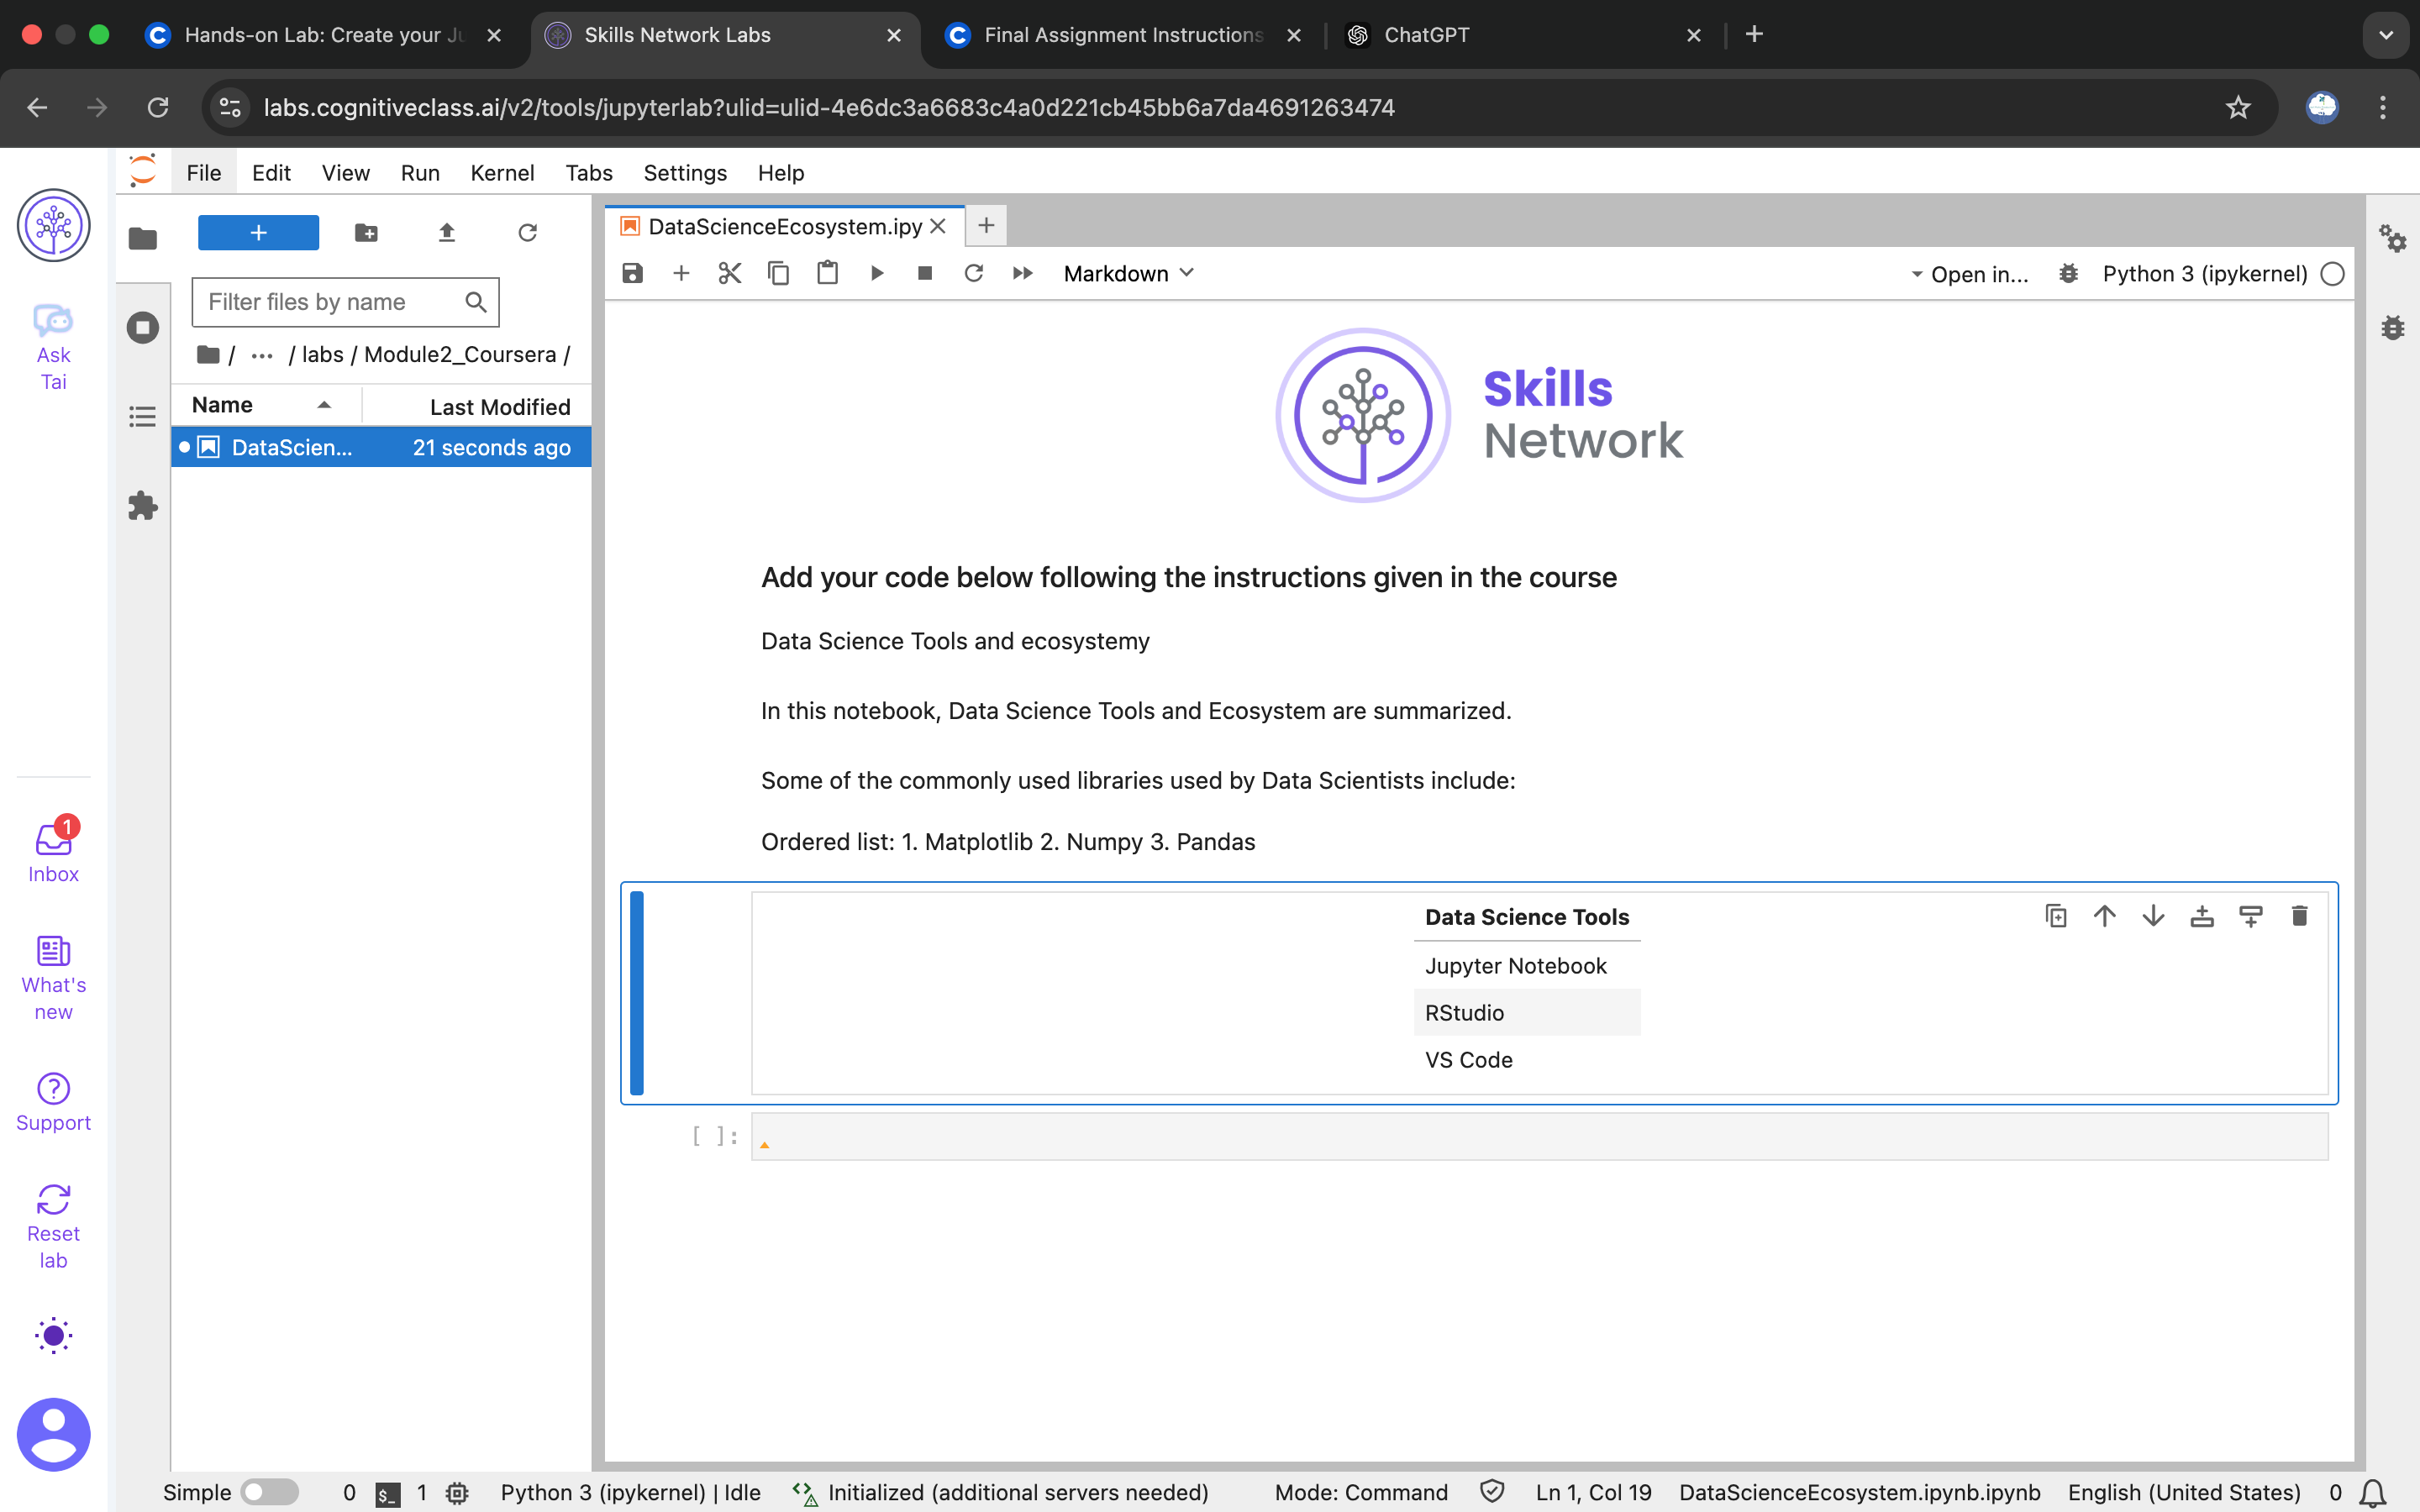 Hands-on Lab: Create your Ju
Skills Network Labs
Final Assignment Instructions
ChatGPT
labs.cognitiveclass.ai/v2/tools/jupyterlab?ulid=ulid-4e6dc3a6683c4a0d221cb45bb6a7da4691263474
File Edit View Run Kernel Tabs Settings Help
Ask
Tai
Inbox
1
What's
new
Support
Reset
lab
Filter files by name
/ ... / labs / Module2_Coursera /
Name Last Modified
DataScien... 21 seconds ago
DataScienceEcosystem.ipy
Markdown
Open in...
Python 3 (ipykernel)
Skills
Network
Add your code below following the instructions given in the course
Data Science Tools and ecosystemy
In this notebook, Data Science Tools and Ecosystem are summarized.
Some of the commonly used libraries used by Data Scientists include:
Ordered list: 1. Matplotlib 2. Numpy 3. Pandas
Data Science Tools
Jupyter Notebook
RStudio
VS Code
[ ]:
Simple 0 $_ 1 Python 3 (ipykernel) | Idle Initialized (additional servers needed) Mode: Command Ln 1, Col 19 DataScienceEcosystem.ipynb.ipynb English (United States) 0